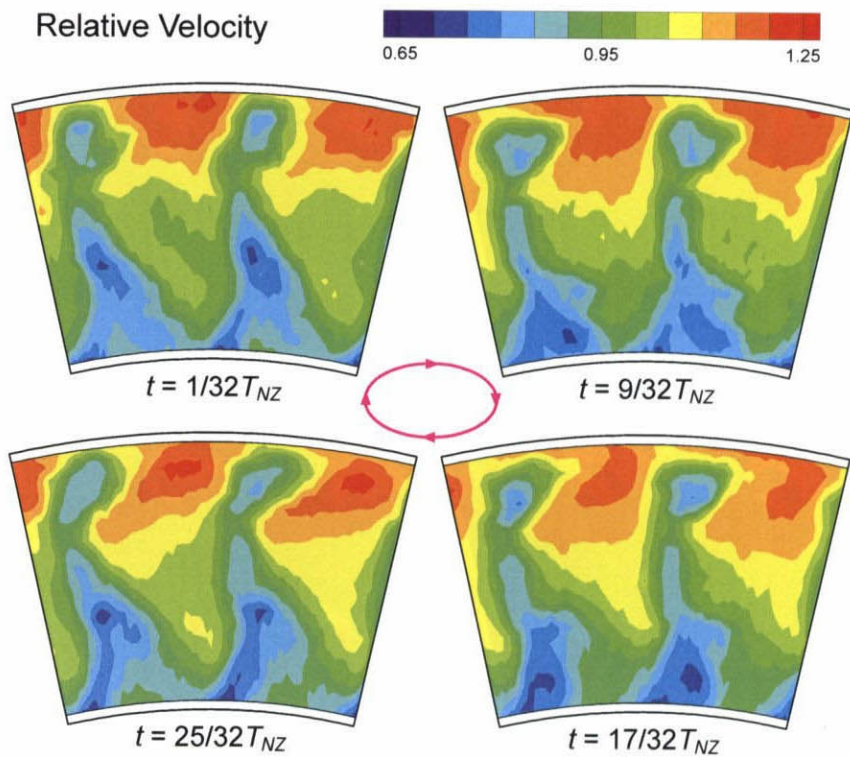 Relative Velocity
0.65 0.95 1.25
t = 1/32T_NZ
t = 9/32T_NZ
t = 25/32T_NZ
t = 17/32T_NZ